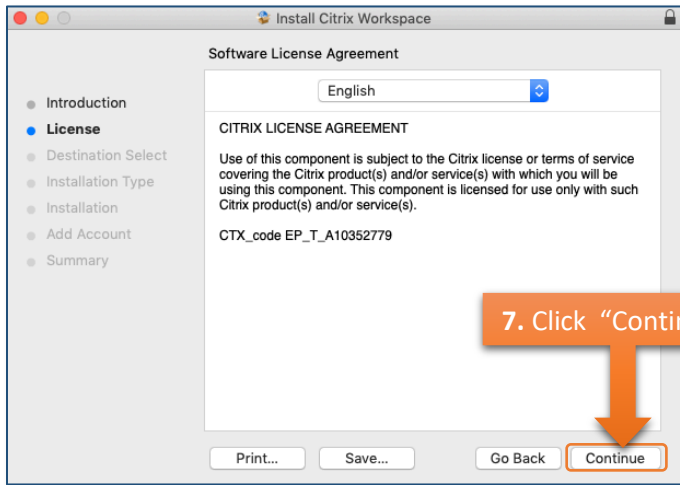 Install Citrix Workspace
Software License Agreement
Introduction
License
Destination Select
Installation Type
Installation
Add Account
Summary
English
CITRIX LICENSE AGREEMENT
Use of this component is subject to the Citrix license or terms of service
covering the Citrix product(s) and/or service(s) with which you will be
using this component. This component is licensed for use only with such
Citrix product(s) and/or service(s).
CTX_code EP_T_A10352779
7. Click “Contin
Print...
Save...
Go Back
Continue